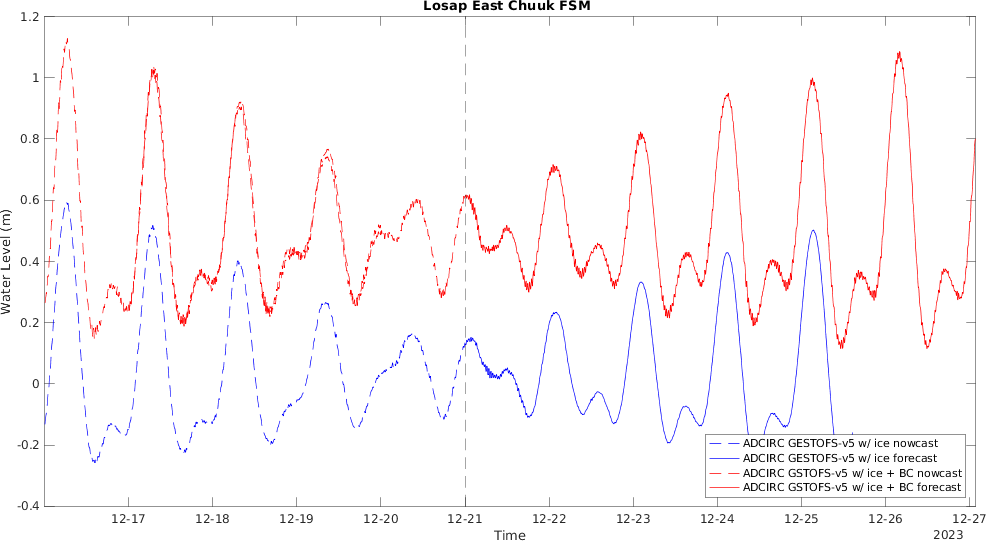 Losap East Chuuk FSM
1.2
1
0.8
0.6
0.4
0.2
0
-0.2
-0.4
Water Level (m)
ADCIRC GESTOFS-v5 w/ ice nowcast
ADCIRC GESTOFS-v5 w/ ice forecast
ADCIRC GSTOFS-v5 w/ ice + BC nowcast
ADCIRC GSTOFS-v5 w/ ice + BC forecast
12-17 12-18 12-19 12-20 12-21 12-22 12-23 12-24 12-25 12-26 12-27
Time
2023